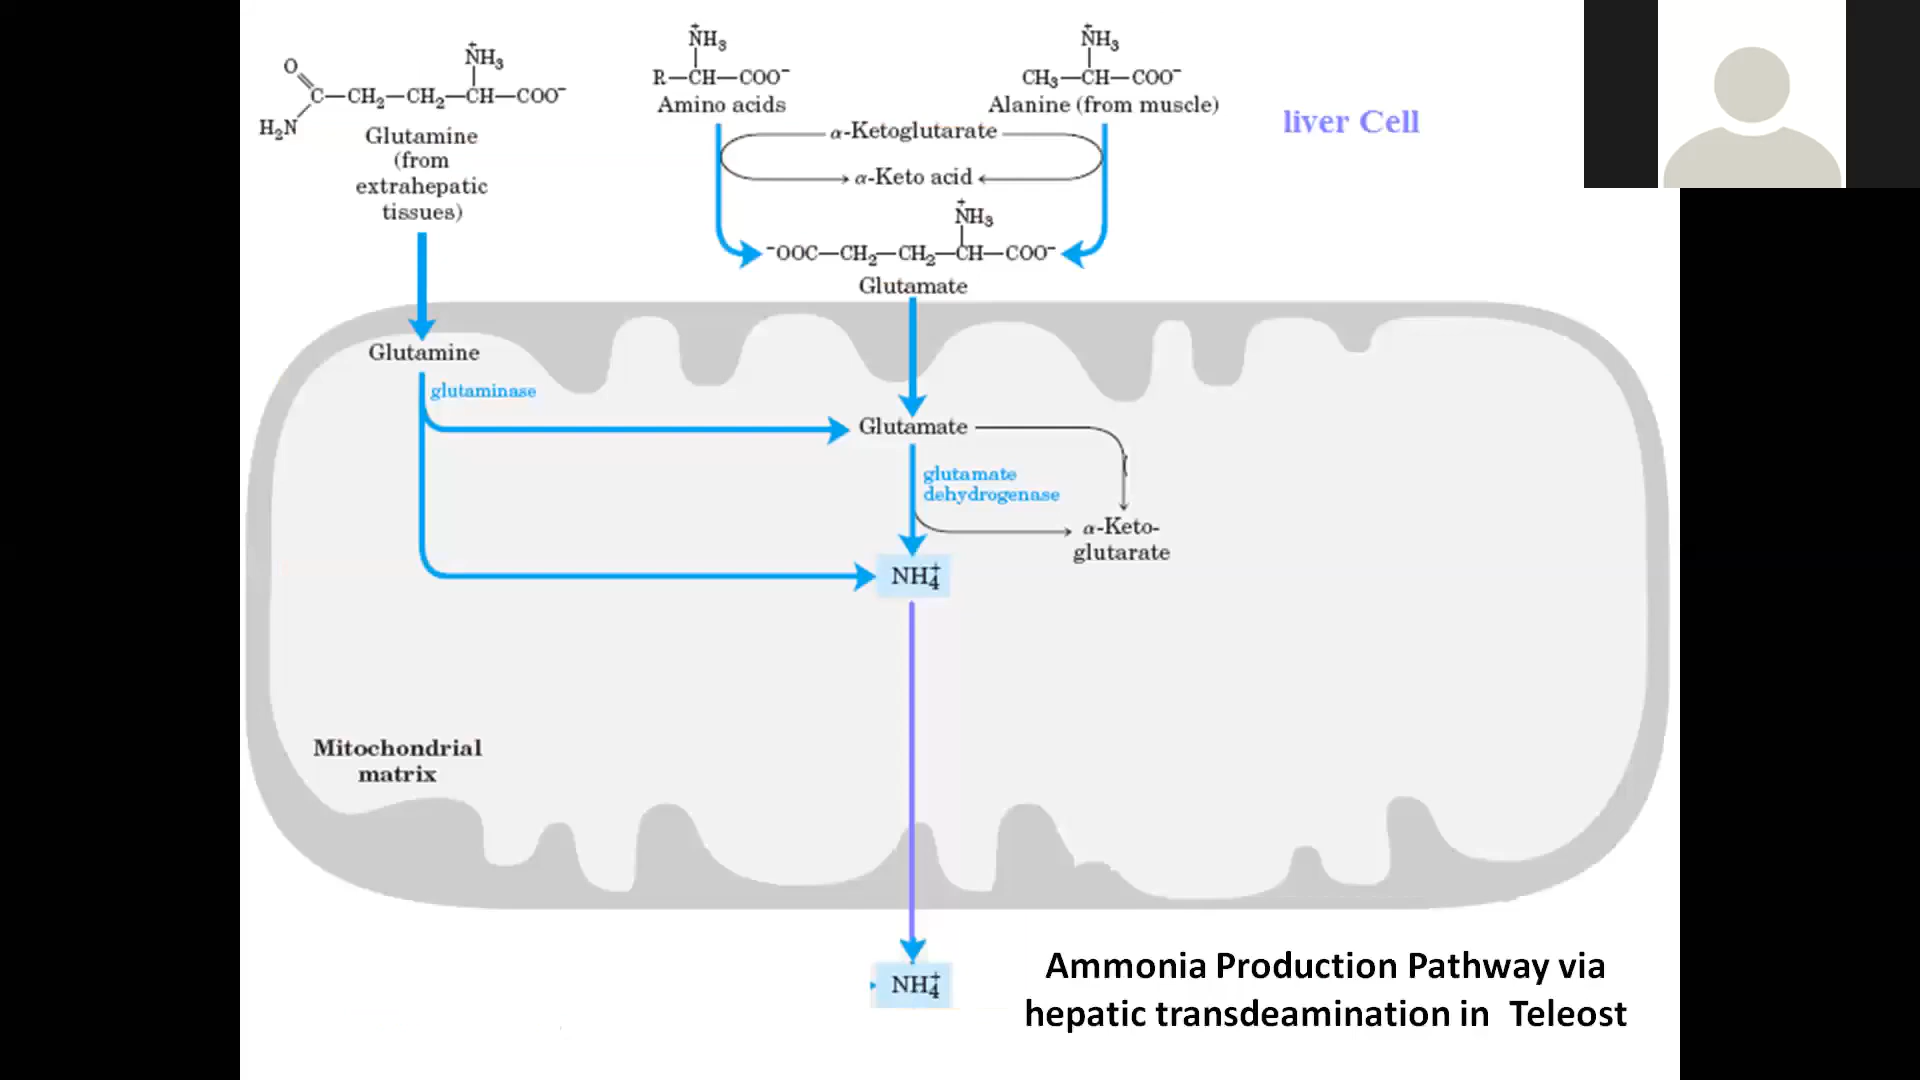 O
+
NH3
C—CH2—CH2—CH—COO−
H2N
Glutamine
(from
extrahepatic
tissues)
+
NH3
R—CH—COO−
Amino acids
+
NH3
CH3—CH—COO−
Alanine (from muscle)
liver Cell
α-Ketoglutarate
α-Keto acid
+
NH3
−OOC—CH2—CH2—CH—COO−
Glutamate
Glutamine
glutaminase
Glutamate
glutamate
dehydrogenase
α-Keto-
glutarate
NH4+
Mitochondrial
matrix
NH4+
Ammonia Production Pathway via
hepatic transdeamination in Teleost